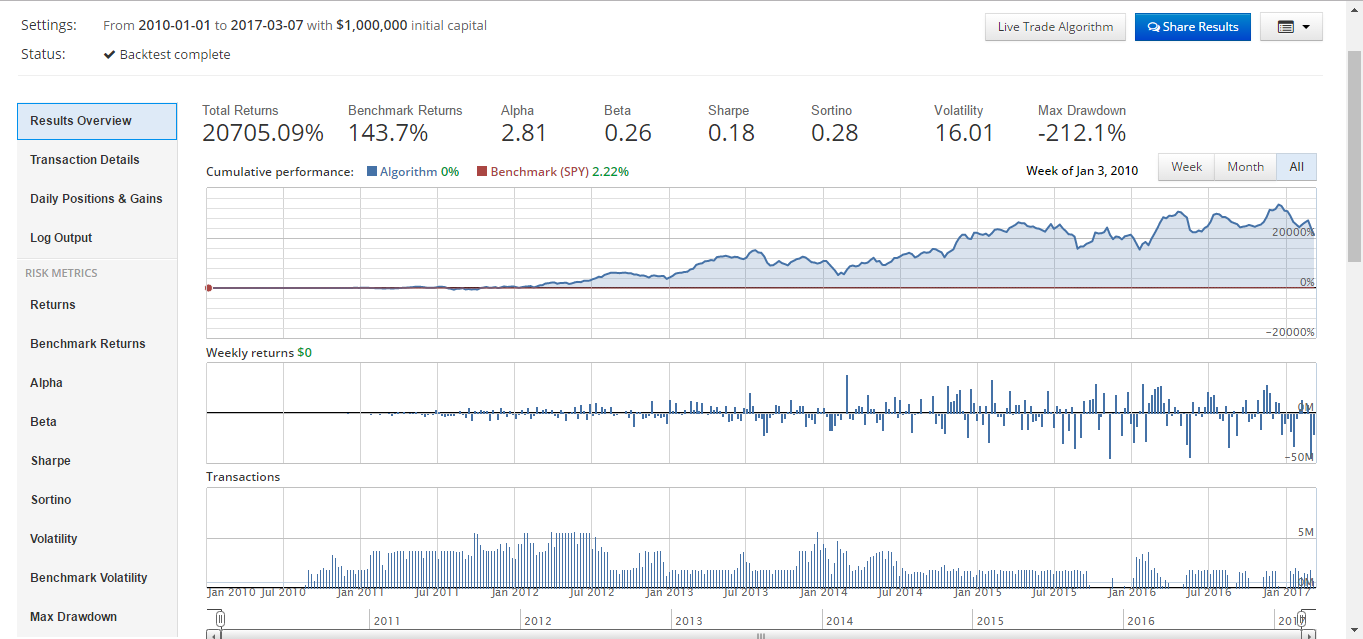 Settings: From 2010-01-01 to 2017-03-07 with $1,000,000 initial capital
Live Trade Algorithm
Share Results
Status: Backtest complete
Results Overview
Transaction Details
Daily Positions & Gains
Log Output
RISK METRICS
Returns
Benchmark Returns
Alpha
Beta
Sharpe
Sortino
Volatility
Benchmark Volatility
Max Drawdown
Total Returns Benchmark Returns Alpha Beta Sharpe Sortino Volatility Max Drawdown
20705.09% 143.7% 2.81 0.26 0.18 0.28 16.01 -212.1%
Cumulative performance: Algorithm 0% Benchmark (SPY) 2.22% Week of Jan 3, 2010 Week Month All
20000%
0%
−20000%
Weekly returns $0
0M
−50M
Transactions
5M
0M
Jan 2010 Jul 2010 Jan 2011 Jul 2011 Jan 2012 Jul 2012 Jan 2013 Jul 2013 Jan 2014 Jul 2014 Jan 2015 Jul 2015 Jan 2016 Jul 2016 Jan 2017
2011 2012 2013 2014 2015 2016